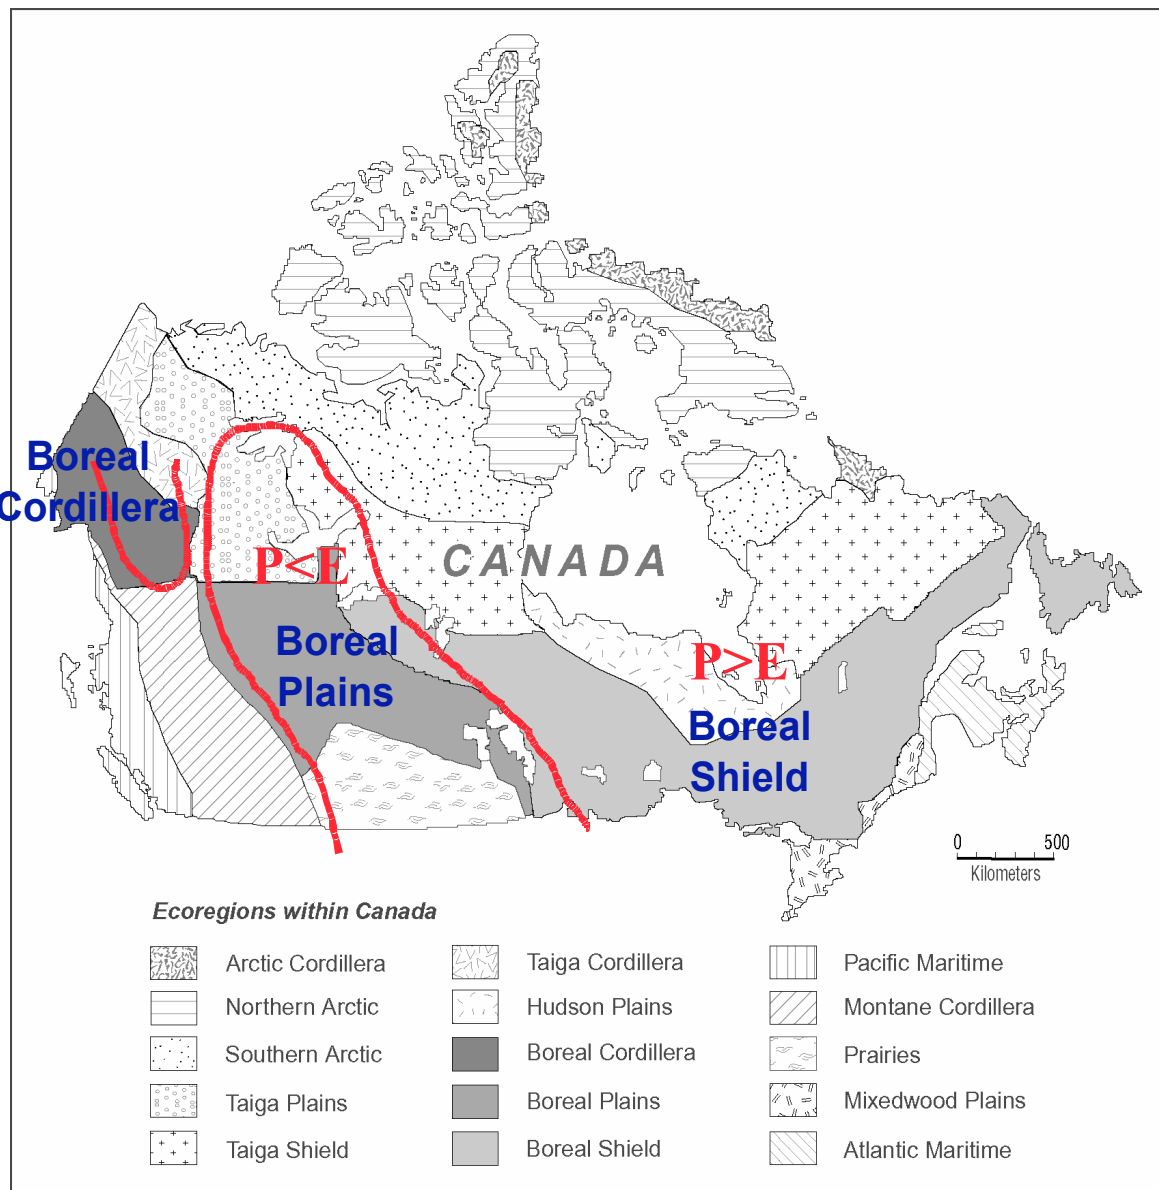 Boreal
Cordillera
P<E
CANADA
Boreal
Plains
P>E
Boreal
Shield
0 500
Kilometers
Ecoregions within Canada
Arctic Cordillera
Northern Arctic
Southern Arctic
Taiga Plains
Taiga Shield
Taiga Cordillera
Hudson Plains
Boreal Cordillera
Boreal Plains
Boreal Shield
Pacific Maritime
Montane Cordillera
Prairies
Mixedwood Plains
Atlantic Maritime